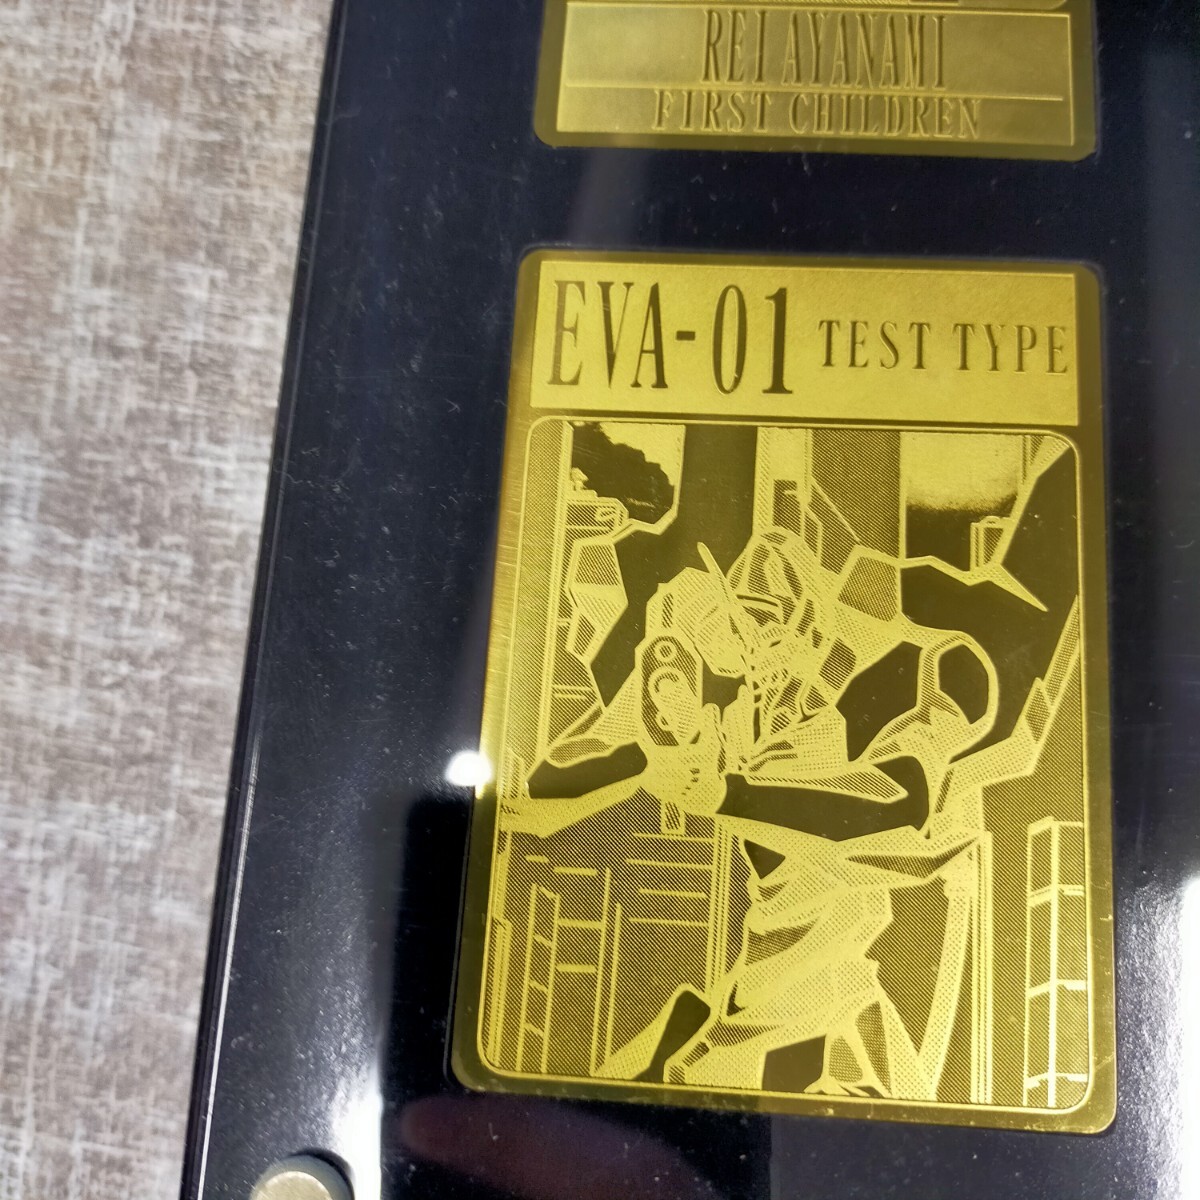 REI AYANAMI
FIRST CHILDREN
EVA-01 TEST TYPE